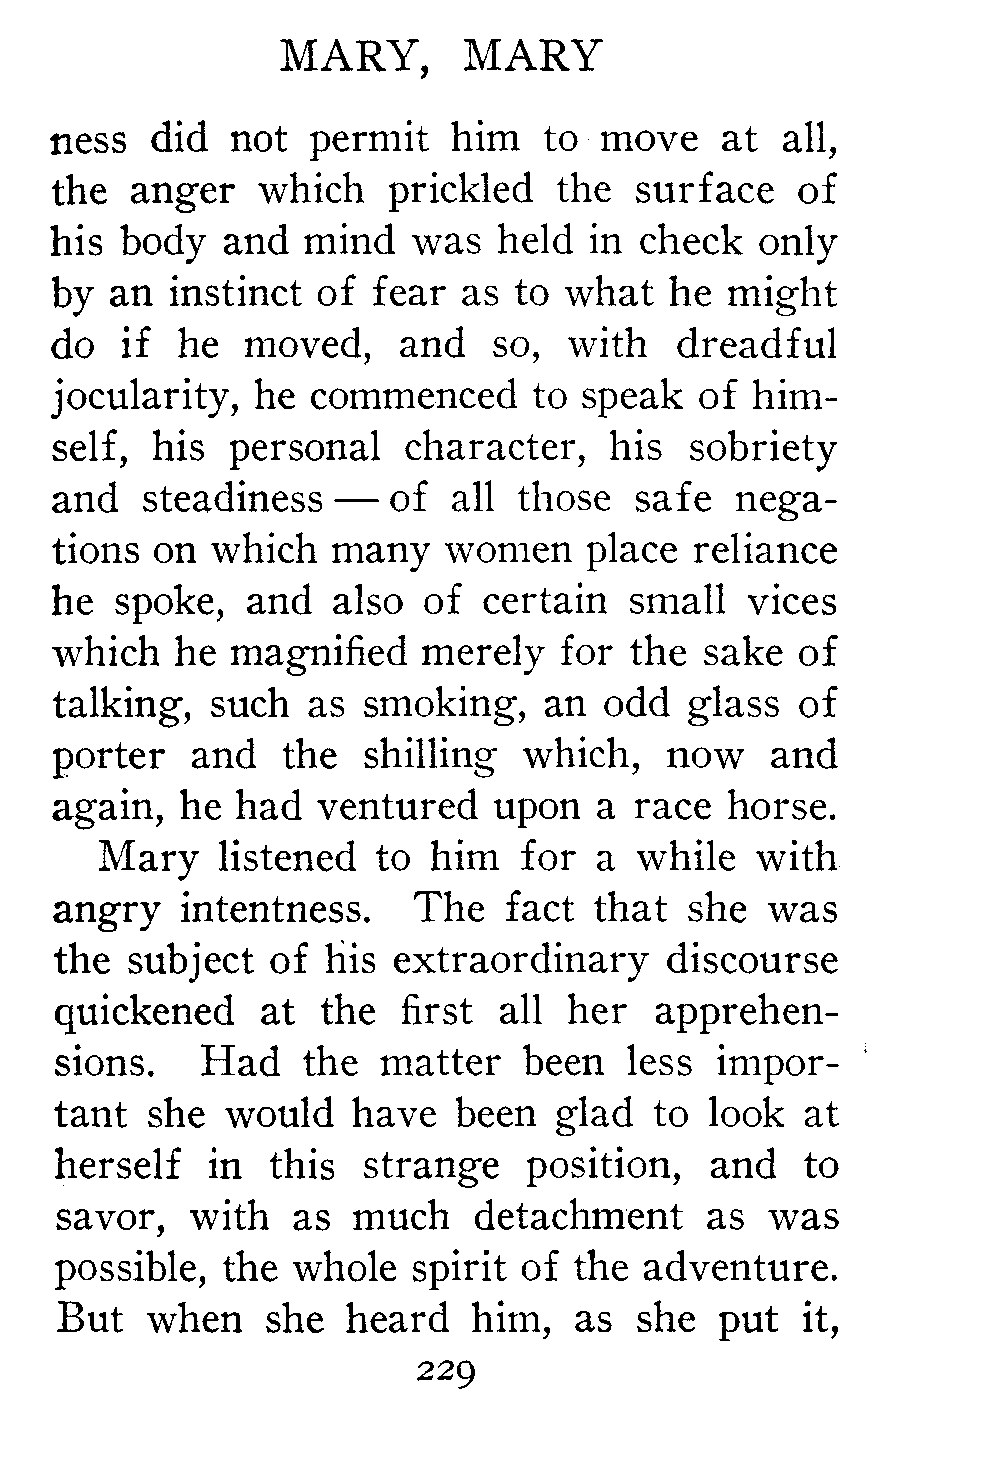 MARY, MARY
ness did not permit him to move at all,
the anger which prickled the surface of
his body and mind was held in check only
by an instinct of fear as to what he might
do if he moved, and so, with dreadful
jocularity, he commenced to speak of him-
self, his personal character, his sobriety
and steadiness — of all those safe nega-
tions on which many women place reliance
he spoke, and also of certain small vices
which he magnified merely for the sake of
talking, such as smoking, an odd glass of
porter and the shilling which, now and
again, he had ventured upon a race horse.
Mary listened to him for a while with
angry intentness. The fact that she was
the subject of his extraordinary discourse
quickened at the first all her apprehen-
sions. Had the matter been less impor-
tant she would have been glad to look at
herself in this strange position, and to
savor, with as much detachment as was
possible, the whole spirit of the adventure.
But when she heard him, as she put it,
229